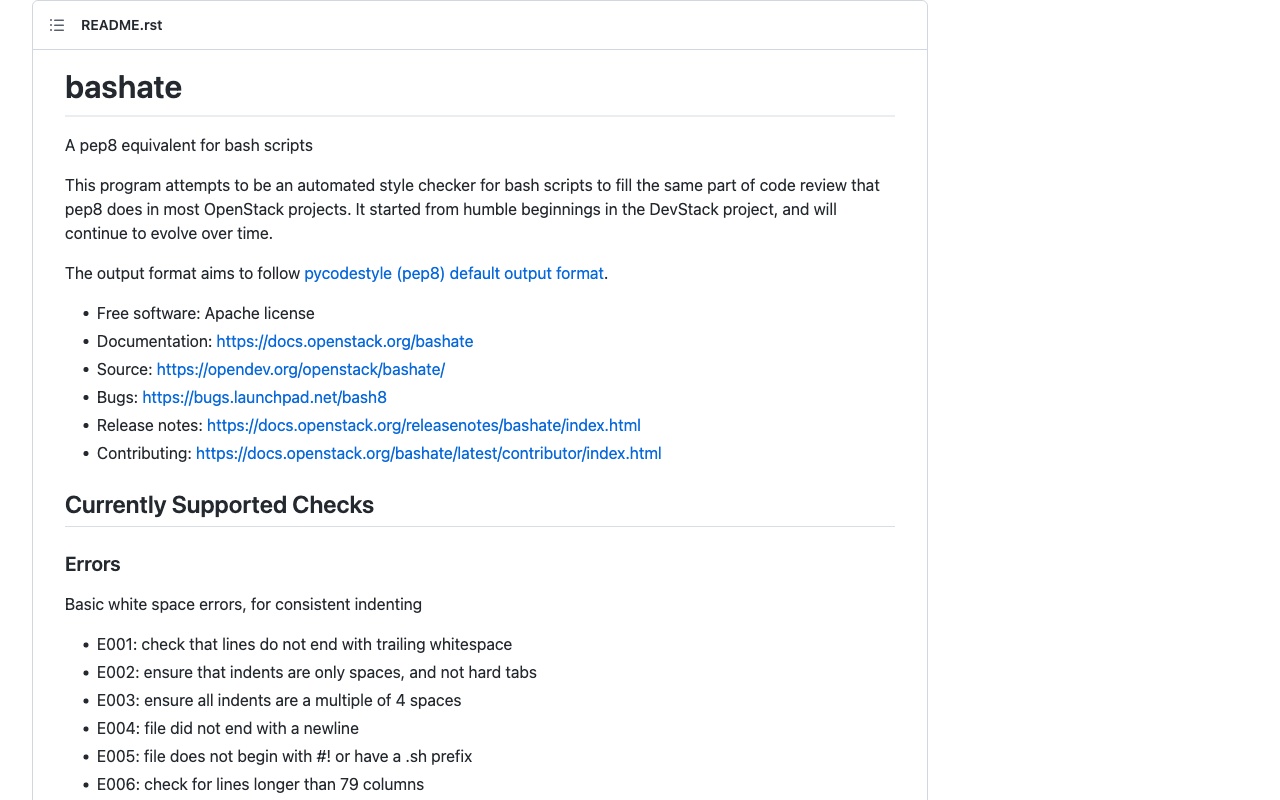 README.rst
bashate
A pep8 equivalent for bash scripts
This program attempts to be an automated style checker for bash scripts to fill the same part of code review that
pep8 does in most OpenStack projects. It started from humble beginnings in the DevStack project, and will
continue to evolve over time.
The output format aims to follow pycodestyle (pep8) default output format.
• Free software: Apache license
• Documentation: https://docs.openstack.org/bashate
• Source: https://opendev.org/openstack/bashate/
• Bugs: https://bugs.launchpad.net/bash8
• Release notes: https://docs.openstack.org/releasenotes/bashate/index.html
• Contributing: https://docs.openstack.org/bashate/latest/contributor/index.html
Currently Supported Checks
Errors
Basic white space errors, for consistent indenting
• E001: check that lines do not end with trailing whitespace
• E002: ensure that indents are only spaces, and not hard tabs
• E003: ensure all indents are a multiple of 4 spaces
• E004: file did not end with a newline
• E005: file does not begin with #! or have a .sh prefix
• E006: check for lines longer than 79 columns